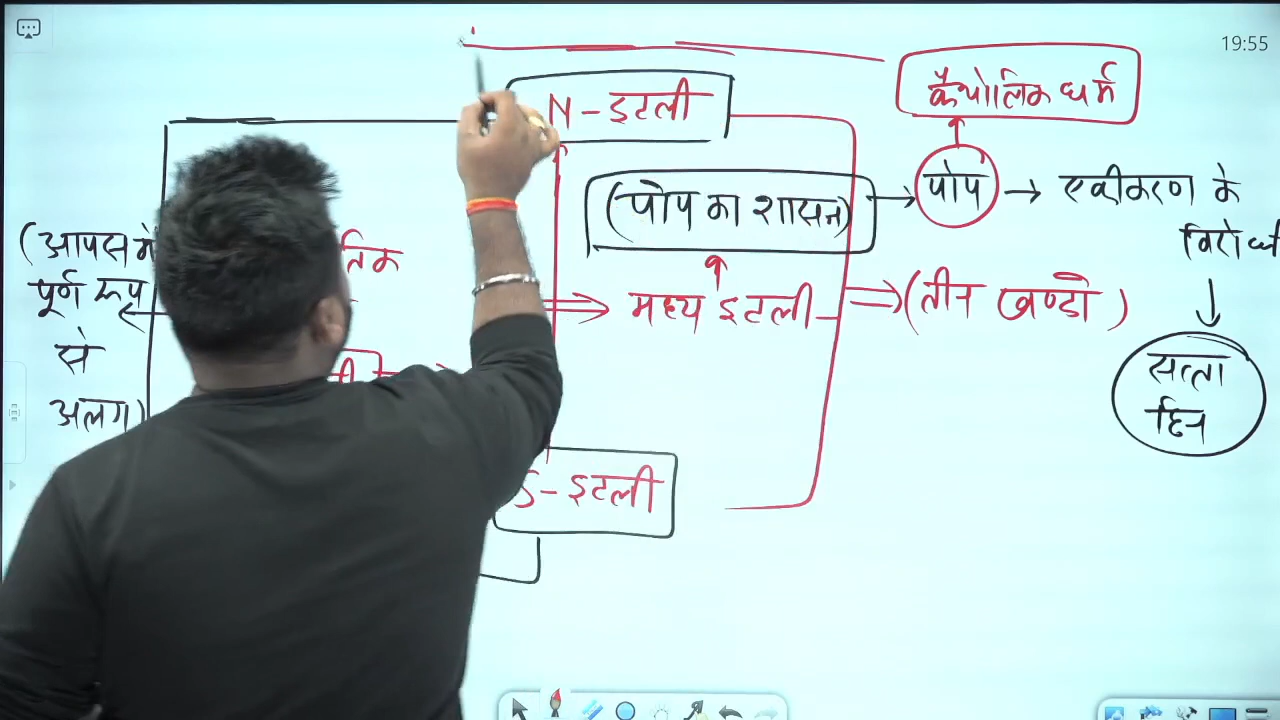 19:55
कैथोलिक धर्म
N - इटली
(पोप का शासन)
पोप
एकीकरण के
विरोध
(आपस मे
पूर्ण रूप
से
अलग)
तिक
मध्य इटली
(तीन खण्डो)
सत्ता
हित
S - इटली